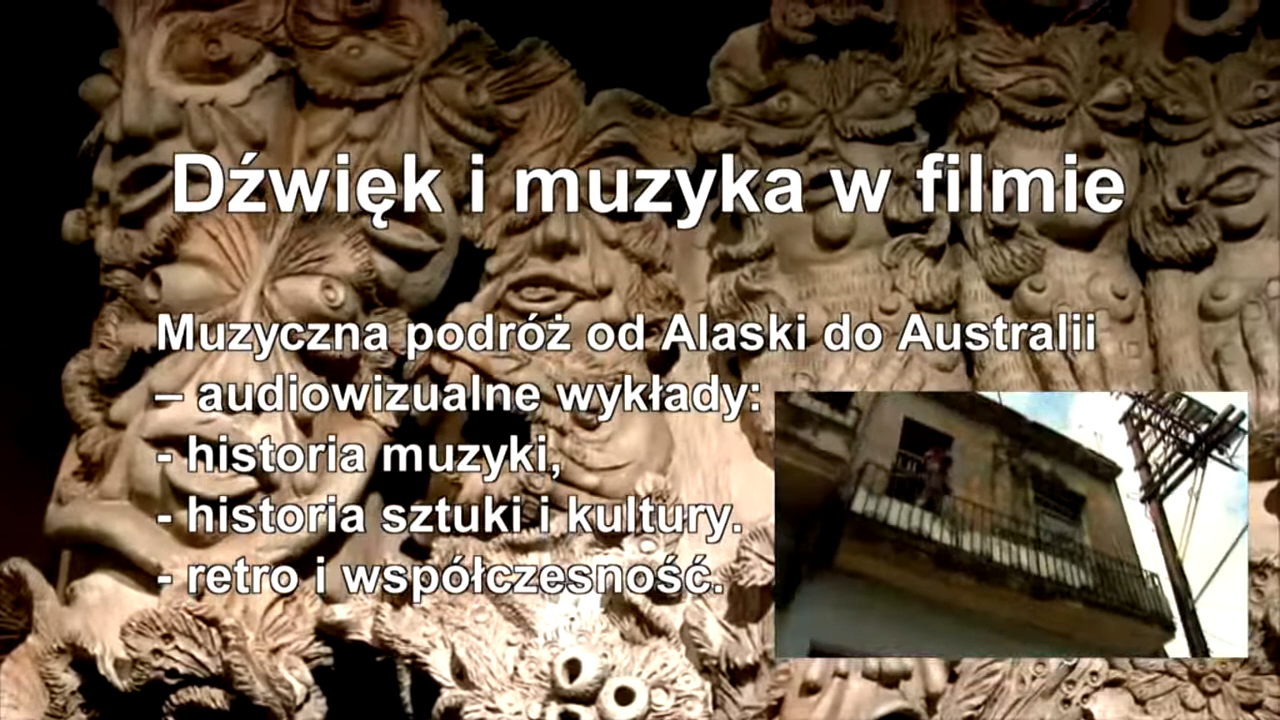 Dźwięk i muzyka w filmie
Muzyczna podróż od Alaski do Australii
– audiowizualne wykłady:
- historia muzyki,
- historia sztuki i kultury.
- retro i współczesność.